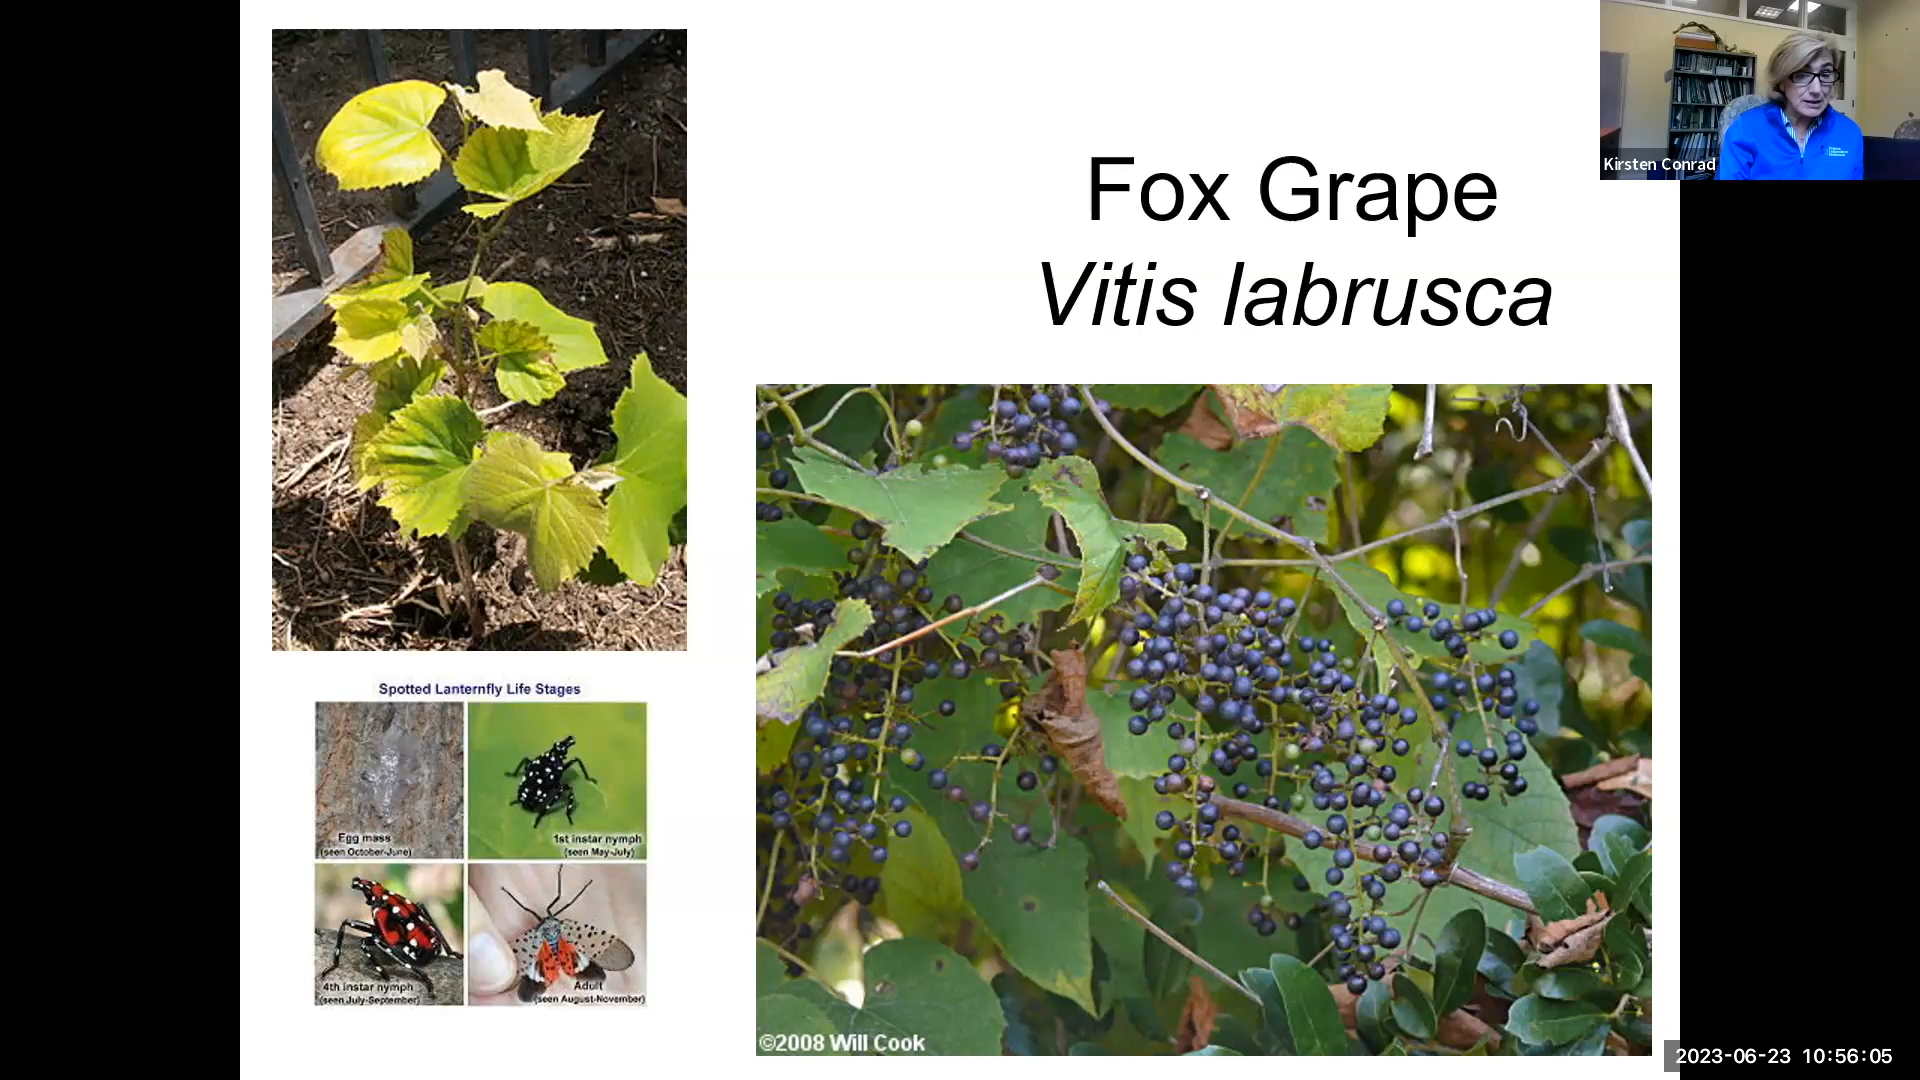 Kirsten Conrad
Fox Grape
Vitis labrusca
Spotted Lanternfly Life Stages
Egg mass
(seen October-June)
1st instar nymph
(seen May-July)
4th instar nymph
(seen July-September)
Adult
(seen August-November)
©2008 Will Cook
2023-06-23 10:56:05